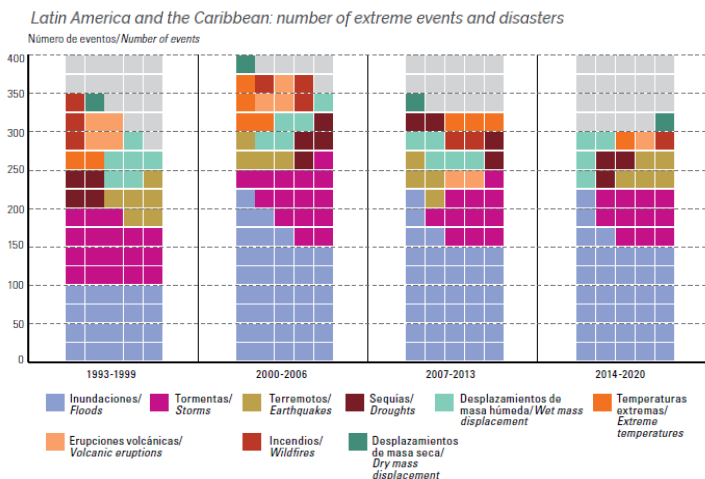 Latin America and the Caribbean: number of extreme events and disasters
Número de eventos/Number of events
400
350
300
250
200
150
100
50
0
1993-1999
2000-2006
2007-2013
2014-2020
Inundaciones/
Floods
Tormentas/
Storms
Terremotos/
Earthquakes
Sequías/
Droughts
Desplazamientos de
masa húmeda/Wet mass
displacement
Temperaturas
extremas/
Extreme
temperatures
Erupciones volcánicas/
Volcanic eruptions
Incendios/
Wildfires
Desplazamientos
de masa seca/
Dry mass
displacement